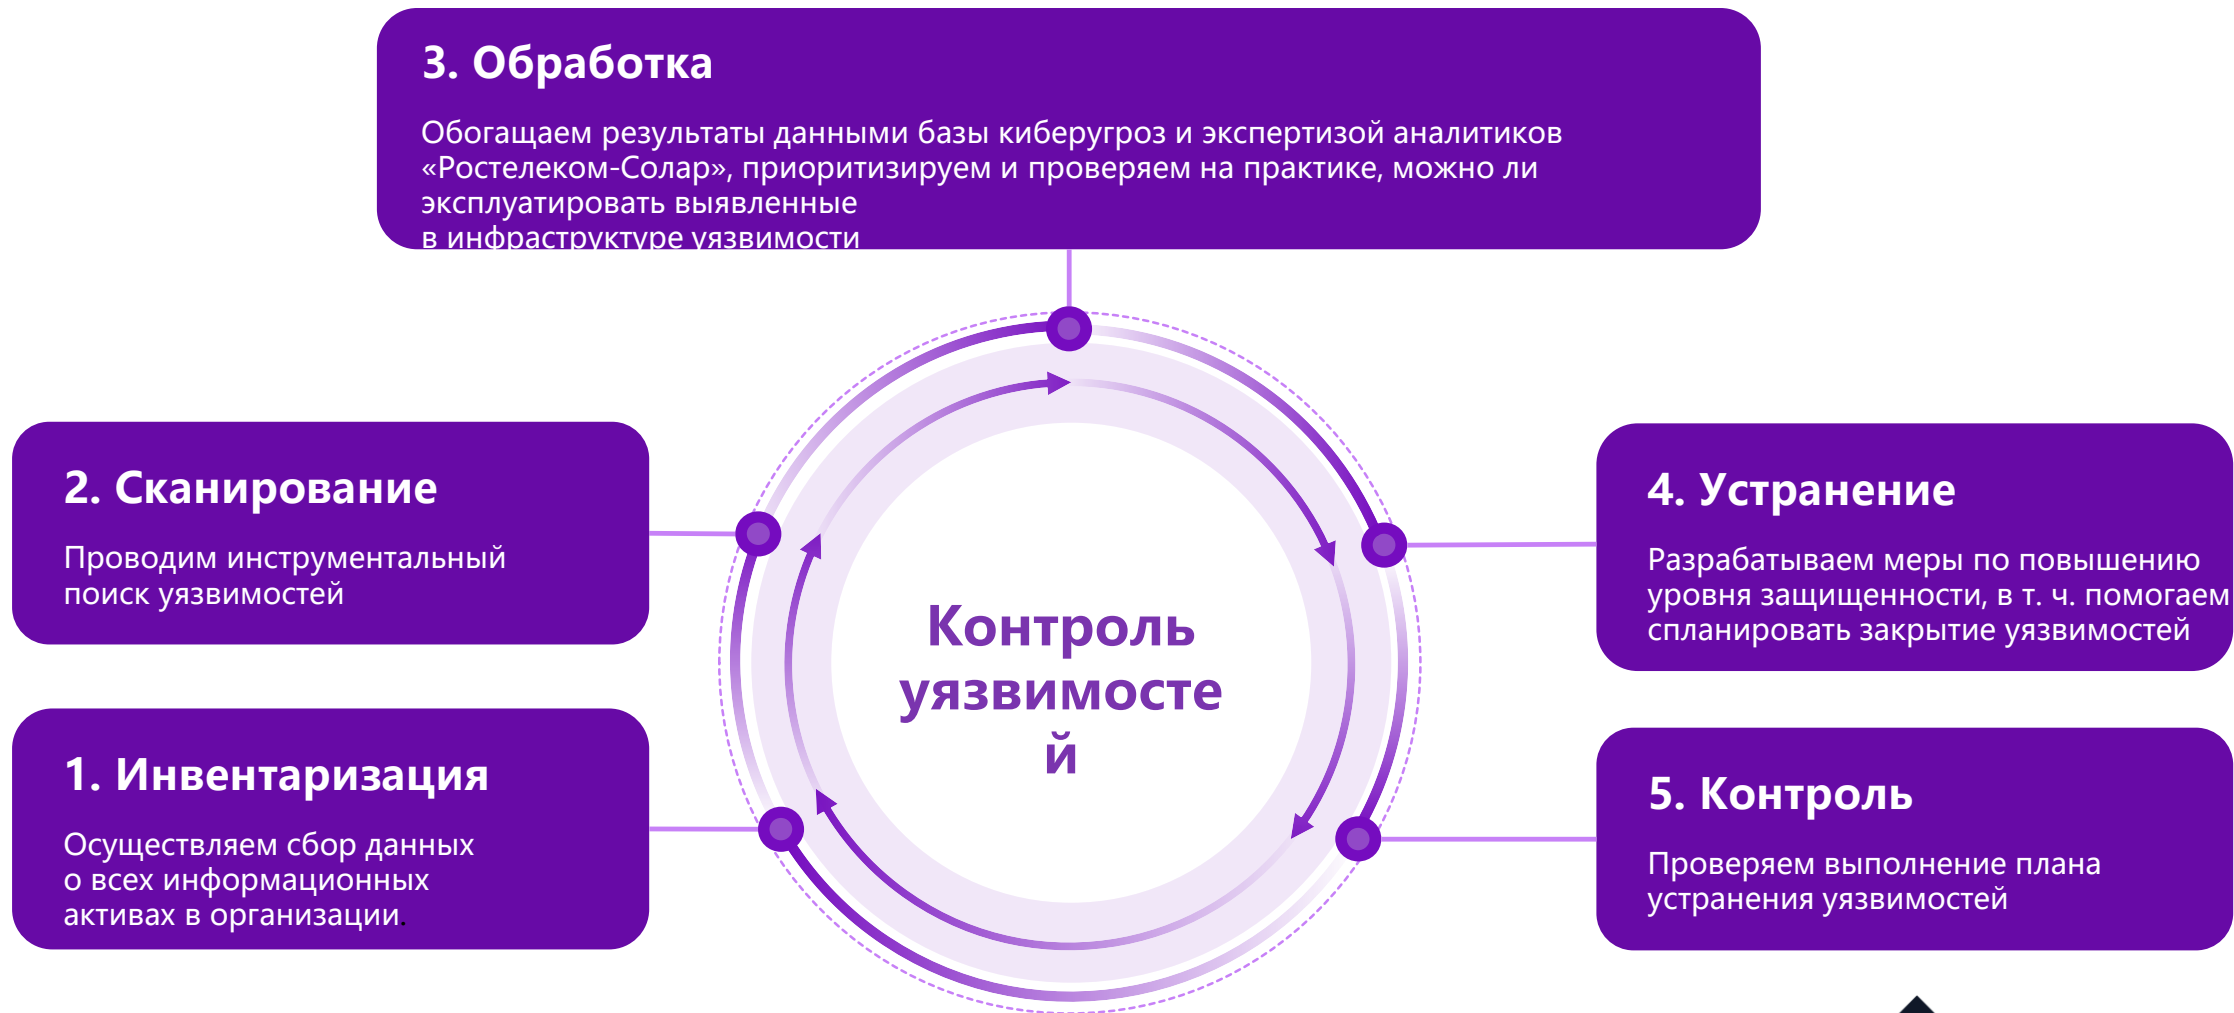 3. Обработка
Обогащаем результаты данными базы киберугроз и экспертизой аналитиков
«Ростелеком-Солар», приоритизируем и проверяем на практике, можно ли
эксплуатировать выявленные
в инфраструктуре уязвимости
2. Сканирование
Проводим инструментальный
поиск уязвимостей
1. Инвентаризация
Осуществляем сбор данных
о всех информационных
активах в организации.
Контроль
уязвимосте
й
4. Устранение
Разрабатываем меры по повышению
уровня защищенности, в т. ч. помогаем
спланировать закрытие уязвимостей
5. Контроль
Проверяем выполнение плана
устранения уязвимостей